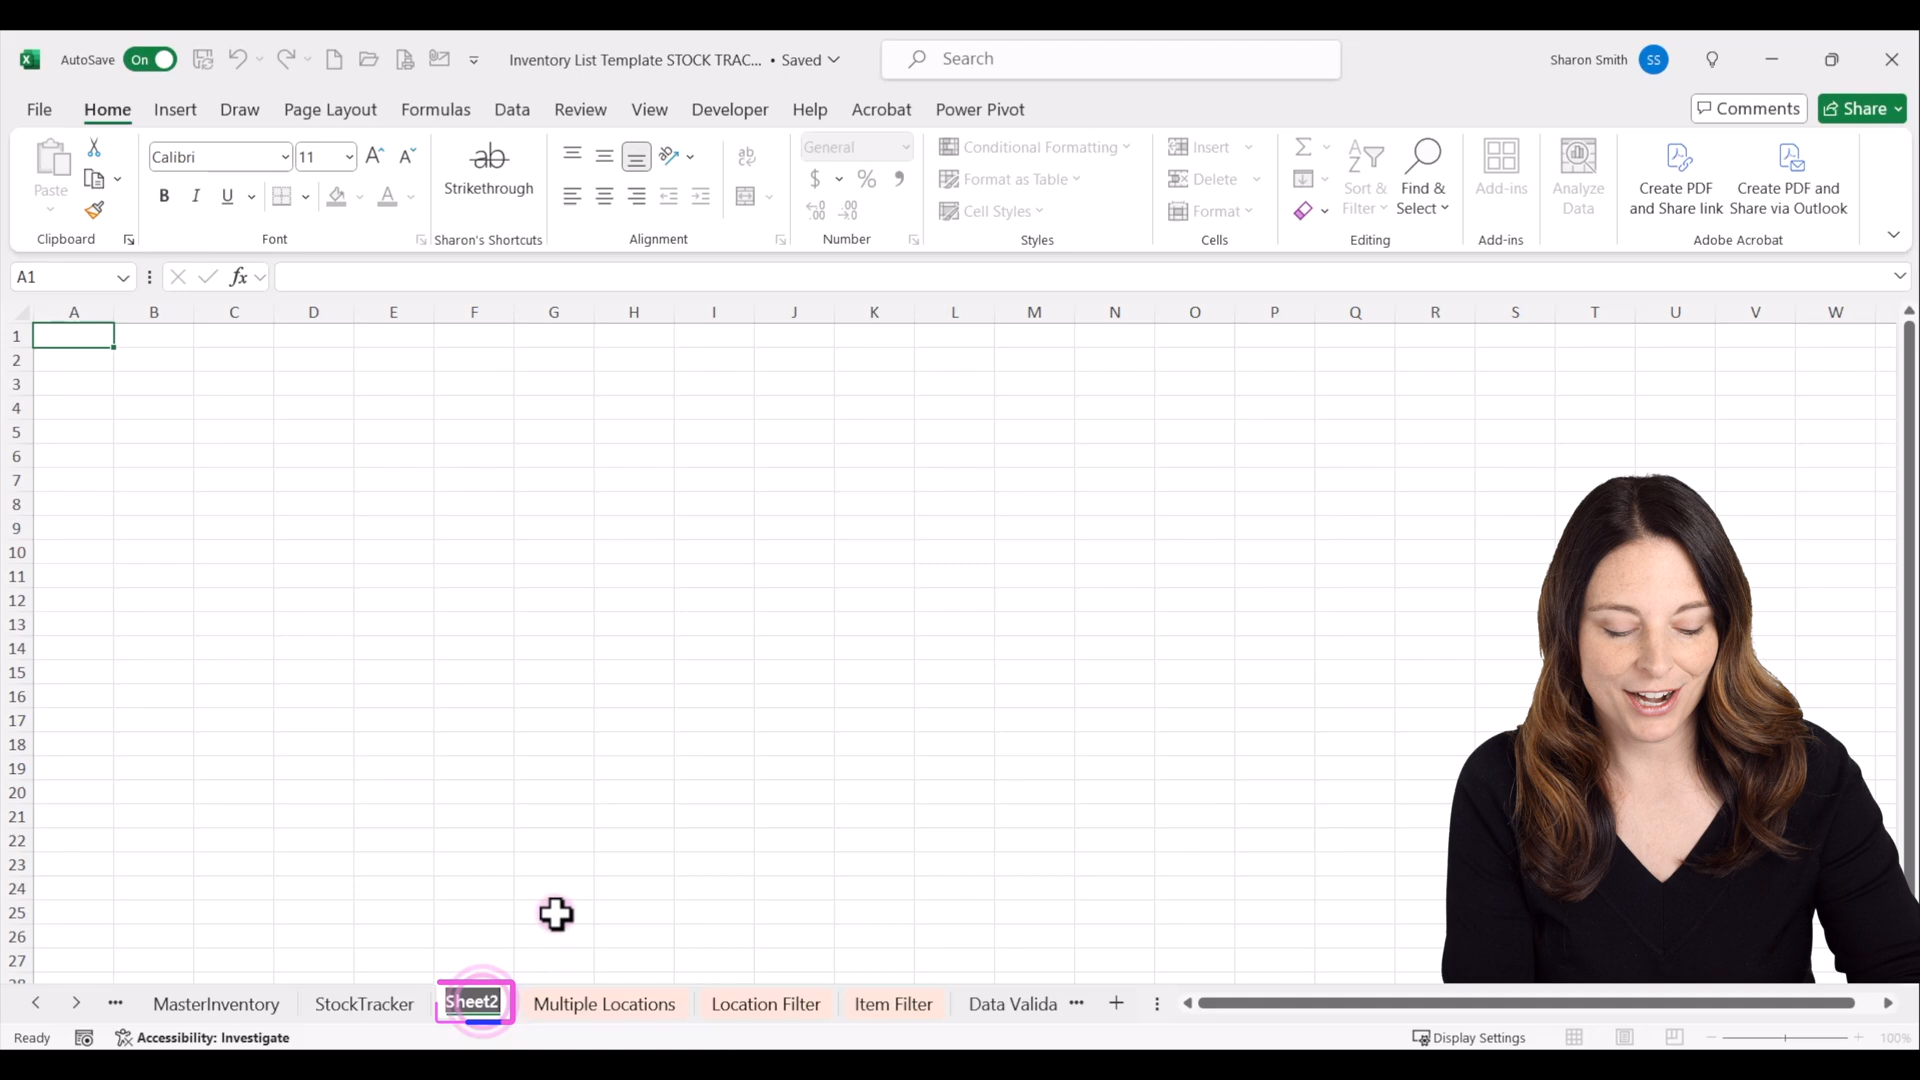 AutoSave On Inventory List Template STOCK TRAC... • Saved Search Sharon Smith SS
File Home Insert Draw Page Layout Formulas Data Review View Developer Help Acrobat Power Pivot Comments Share
Paste
Clipboard
Calibri 11
B I U A
Font
ab
Strikethrough
Sharon's Shortcuts
Alignment
General
$ % 9
Number
Conditional Formatting
Format as Table
Cell Styles
Styles
Insert
Delete
Format
Cells
Sort &
Filter
Find &
Select
Editing
Add-ins
Add-ins
Analyze
Data
Create PDF
and Share link
Create PDF and
Share via Outlook
Adobe Acrobat
A1 fx
A B C D E F G H I J K L M N O P Q R S T U V W
1
2
3
4
5
6
7
8
9
10
11
12
13
14
15
16
17
18
19
20
21
22
23
24
25
26
27
MasterInventory StockTracker Sheet2 Multiple Locations Location Filter Item Filter Data Valida ...
Ready Accessibility: Investigate Display Settings 100%